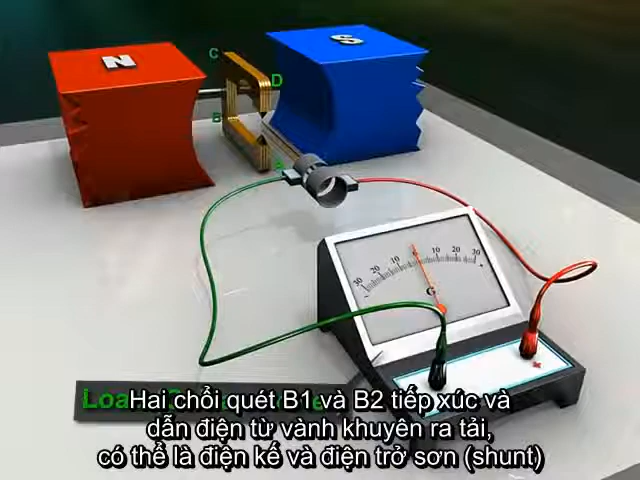 N
S
C
D
B
A
30 20 10 0 10 20 30
- +
G
+
Loa
Hai chổi quét B1 và B2 tiếp xúc và
dẫn điện từ vành khuyên ra tải,
có thể là điện kế và điện trở sơn (shunt)